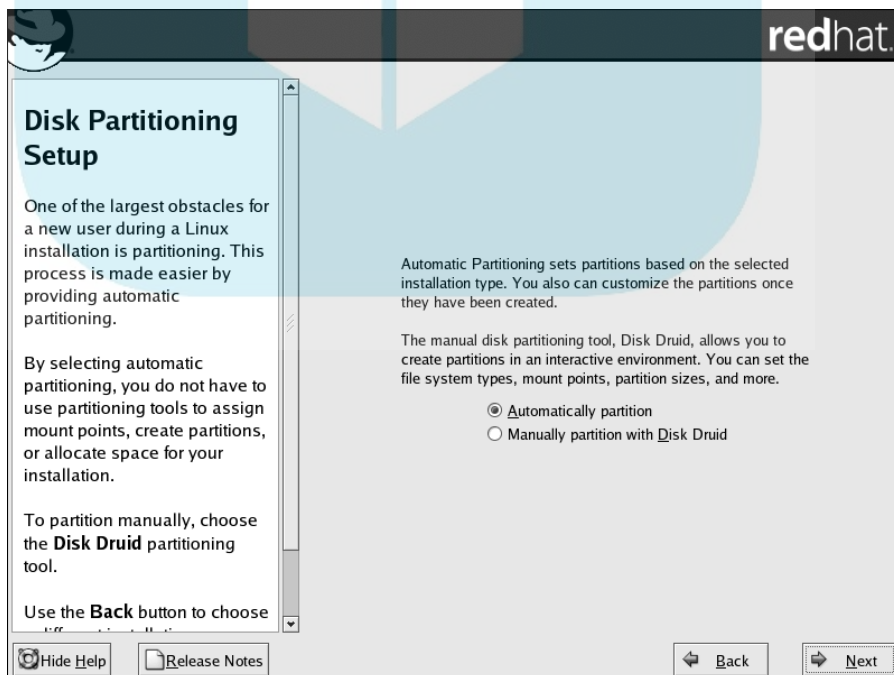 redhat.
Disk Partitioning
Setup
One of the largest obstacles for
a new user during a Linux
installation is partitioning. This
process is made easier by
providing automatic
partitioning.
By selecting automatic
partitioning, you do not have to
use partitioning tools to assign
mount points, create partitions,
or allocate space for your
installation.
To partition manually, choose
the Disk Druid partitioning
tool.
Use the Back button to choose
Automatic Partitioning sets partitions based on the selected
installation type. You also can customize the partitions once
they have been created.
The manual disk partitioning tool, Disk Druid, allows you to
create partitions in an interactive environment. You can set the
file system types, mount points, partition sizes, and more.
Automatically partition
Manually partition with Disk Druid
Hide Help
Release Notes
Back
Next